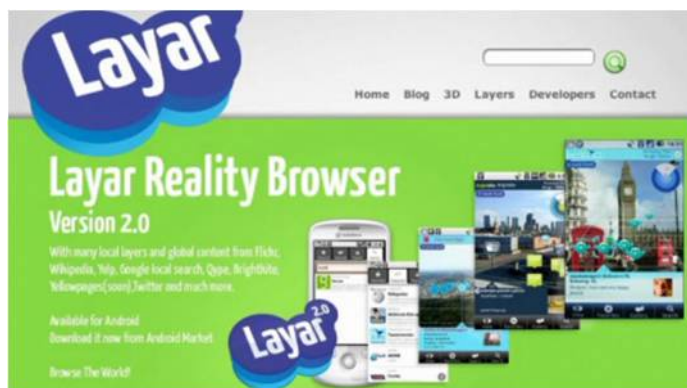 Layar
Home Blog 3D Layers Developers Contact
Layar Reality Browser
Version 2.0
With many local layers and global content from Flickr,
Wikipedia, Yelp, Google local search, Qype, Brightkite,
Yellowpages(soon),Twitter and much more.
Available for Android
Download it now from Android Market
Browse The World!
Layar 2.0